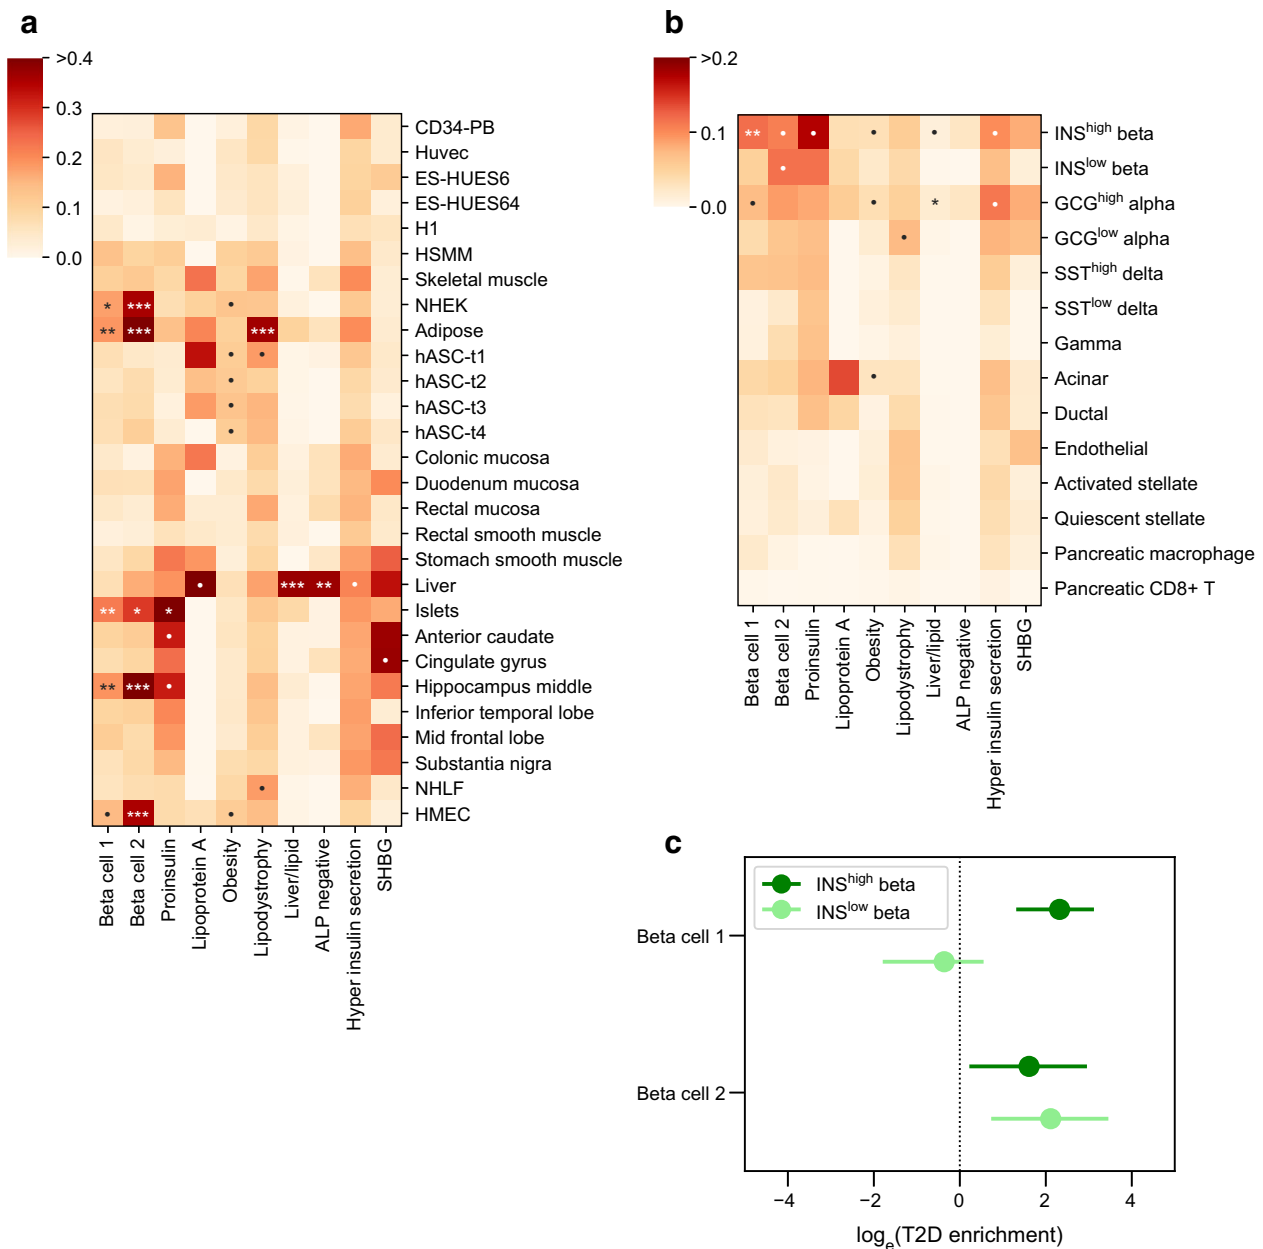 a
>0.4
0.3
0.2
0.1
0.0
CD34-PB
Huvec
ES-HUES6
ES-HUES64
H1
HSMM
Skeletal muscle
NHEK
Adipose
hASC-t1
hASC-t2
hASC-t3
hASC-t4
Colonic mucosa
Duodenum mucosa
Rectal mucosa
Rectal smooth muscle
Stomach smooth muscle
Liver
Islets
Anterior caudate
Cingulate gyrus
Hippocampus middle
Inferior temporal lobe
Mid frontal lobe
Substantia nigra
NHLF
HMEC
* ***
** *** ***
*** **
** * *
** ***
***
Beta cell 1
Beta cell 2
Proinsulin
Lipoprotein A
Obesity
Lipodystrophy
Liver/lipid
ALP negative
Hyper insulin secretion
SHBG
b
>0.2
0.1
0.0
**
*
INShigh beta
INSlow beta
GCGhigh alpha
GCGlow alpha
SSThigh delta
SSTlow delta
Gamma
Acinar
Ductal
Endothelial
Activated stellate
Quiescent stellate
Pancreatic macrophage
Pancreatic CD8+ T
Beta cell 1
Beta cell 2
Proinsulin
Lipoprotein A
Obesity
Lipodystrophy
Liver/lipid
ALP negative
Hyper insulin secretion
SHBG
c
INShigh beta
INSlow beta
Beta cell 1
Beta cell 2
−4 −2 0 2 4
loge(T2D enrichment)